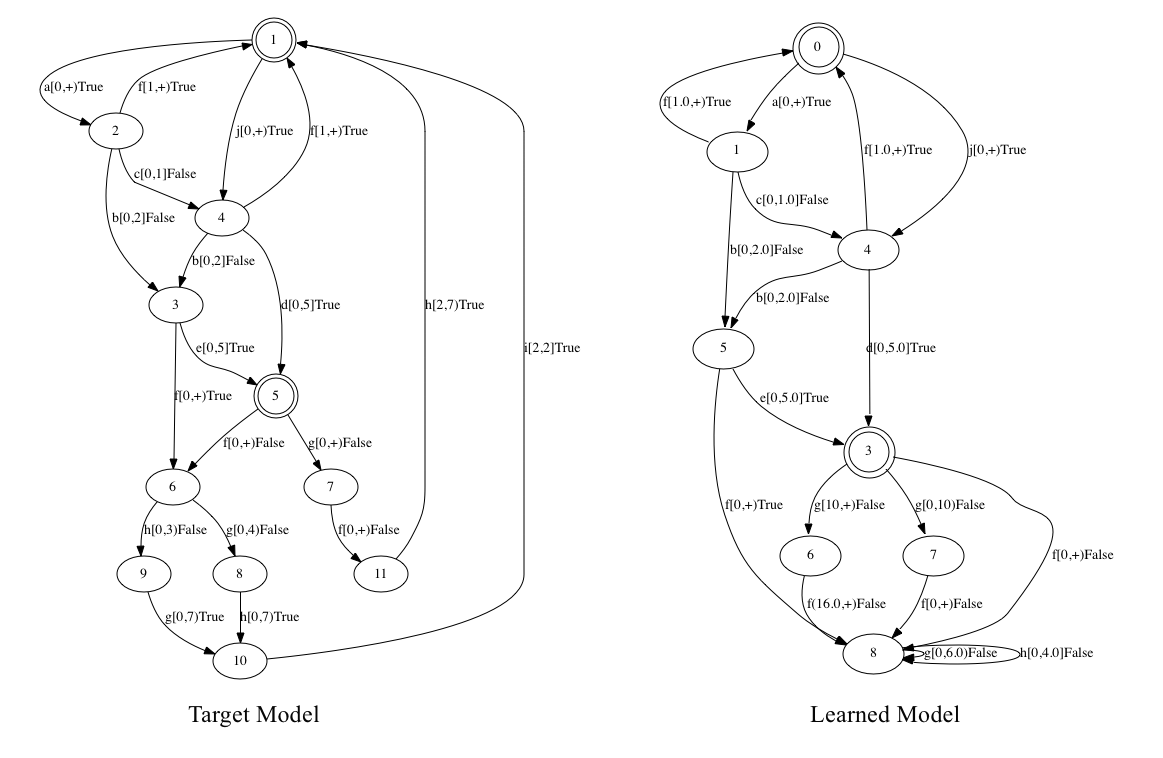 1
a[0,+)True
f[1,+)True
2
j[0,+)True
f[1,+)True
c[0,1]False
b[0,2]False
4
b[0,2]False
3
d[0,5]True
h[2,7)True
e[0,5]True
i[2,2]True
f[0,+)True
5
f[0,+)False
g[0,+)False
6
7
h[0,3)False
g[0,4)False
f[0,+)False
9
8
11
g[0,7)True
h[0,7)True
10
Target Model
0
f[1.0,+)True
a[0,+)True
1
f[1.0,+)True
j[0,+)True
c[0,1.0]False
b[0,2.0]False
4
b[0,2.0]False
5
d[0,5.0]True
e[0,5.0]True
3
f[0,+)True
g[10,+)False
g[0,10)False
6
7
f[0,+)False
f(16.0,+)False
f[0,+)False
8
g[0,6.0)False
h[0,4.0]False
Learned Model